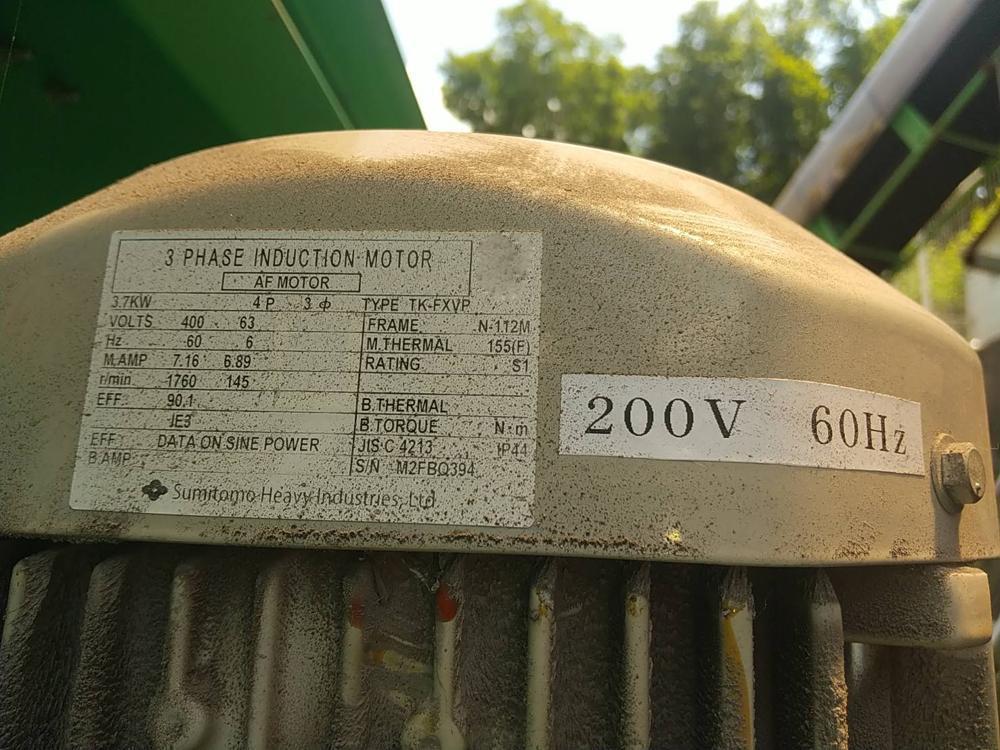 3 PHASE INDUCTION MOTOR
AF MOTOR
3.7KW 4P 3ф TYPE TK-FXVP
VOLTS 400 63 FRAME N-112M
Hz 60 6 M.THERMAL 155(F)
M.AMP 7.16 6.89 RATING S1
r/min 1760 145
EFF. 90.1 B.THERMAL
IE3 B.TORQUE N·m
EFF. DATA ON SINE POWER JIS C 4213 IP44
B.AMP S/N M2FBQ394
Sumitomo Heavy Industries, Ltd.
200V 60Hz